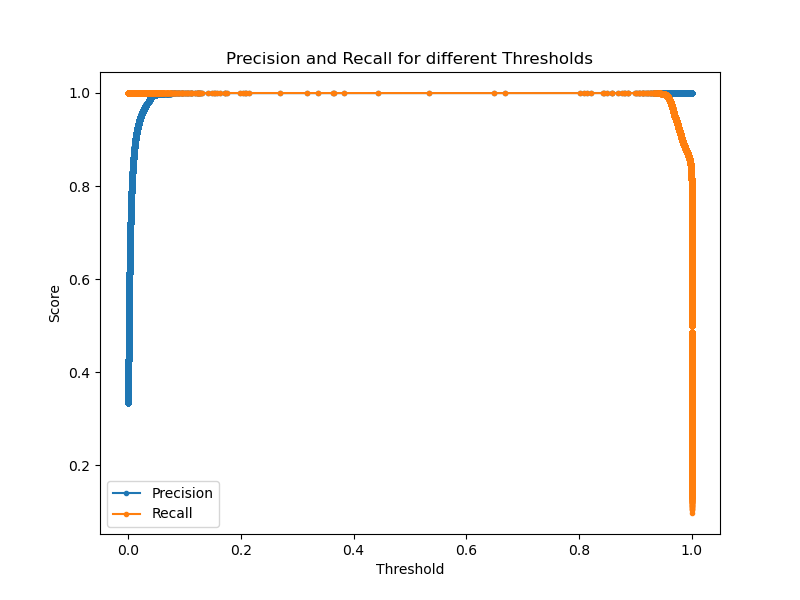 Precision and Recall for different Thresholds
1.0
0.8
0.6
0.4
0.2
Score
0.0 0.2 0.4 0.6 0.8 1.0
Threshold
Precision
Recall